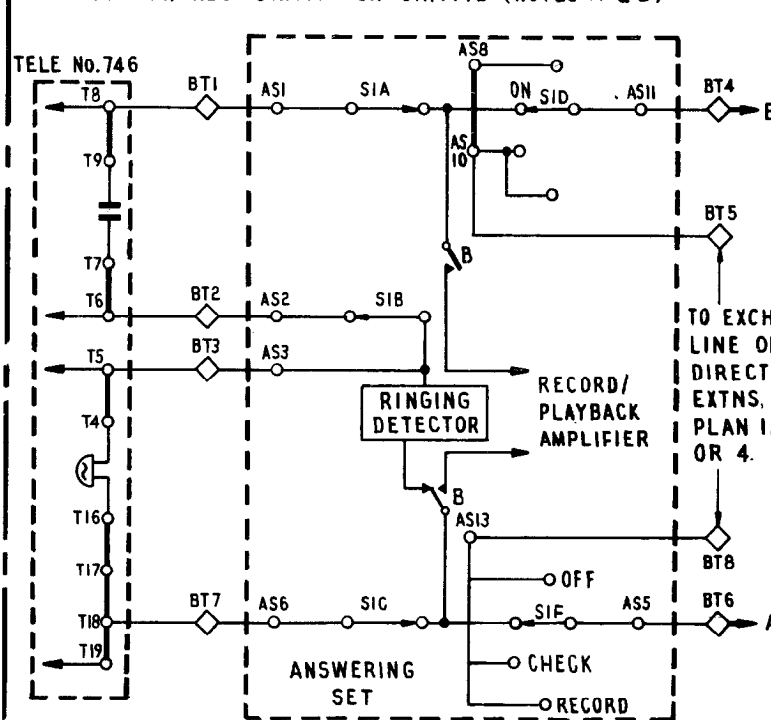 TELE No.746
T8
BT1
AS1
S1A
AS8
ON
S1D
AS11
BT4
T9
AS
10
BT5
T7
B
T6
BT2
AS2
S1B
TO EXCH
LINE O
DIRECT
EXTNS,
PLAN 1
OR 4.
T5
BT3
AS3
RINGING
DETECTOR
RECORD/
PLAYBACK
AMPLIFIER
T4
T16
B
AS13
T17
BT8
OFF
T18
BT7
AS6
S1C
S1F
AS5
BT6
A
T19
ANSWERING
SET
CHECK
RECORD